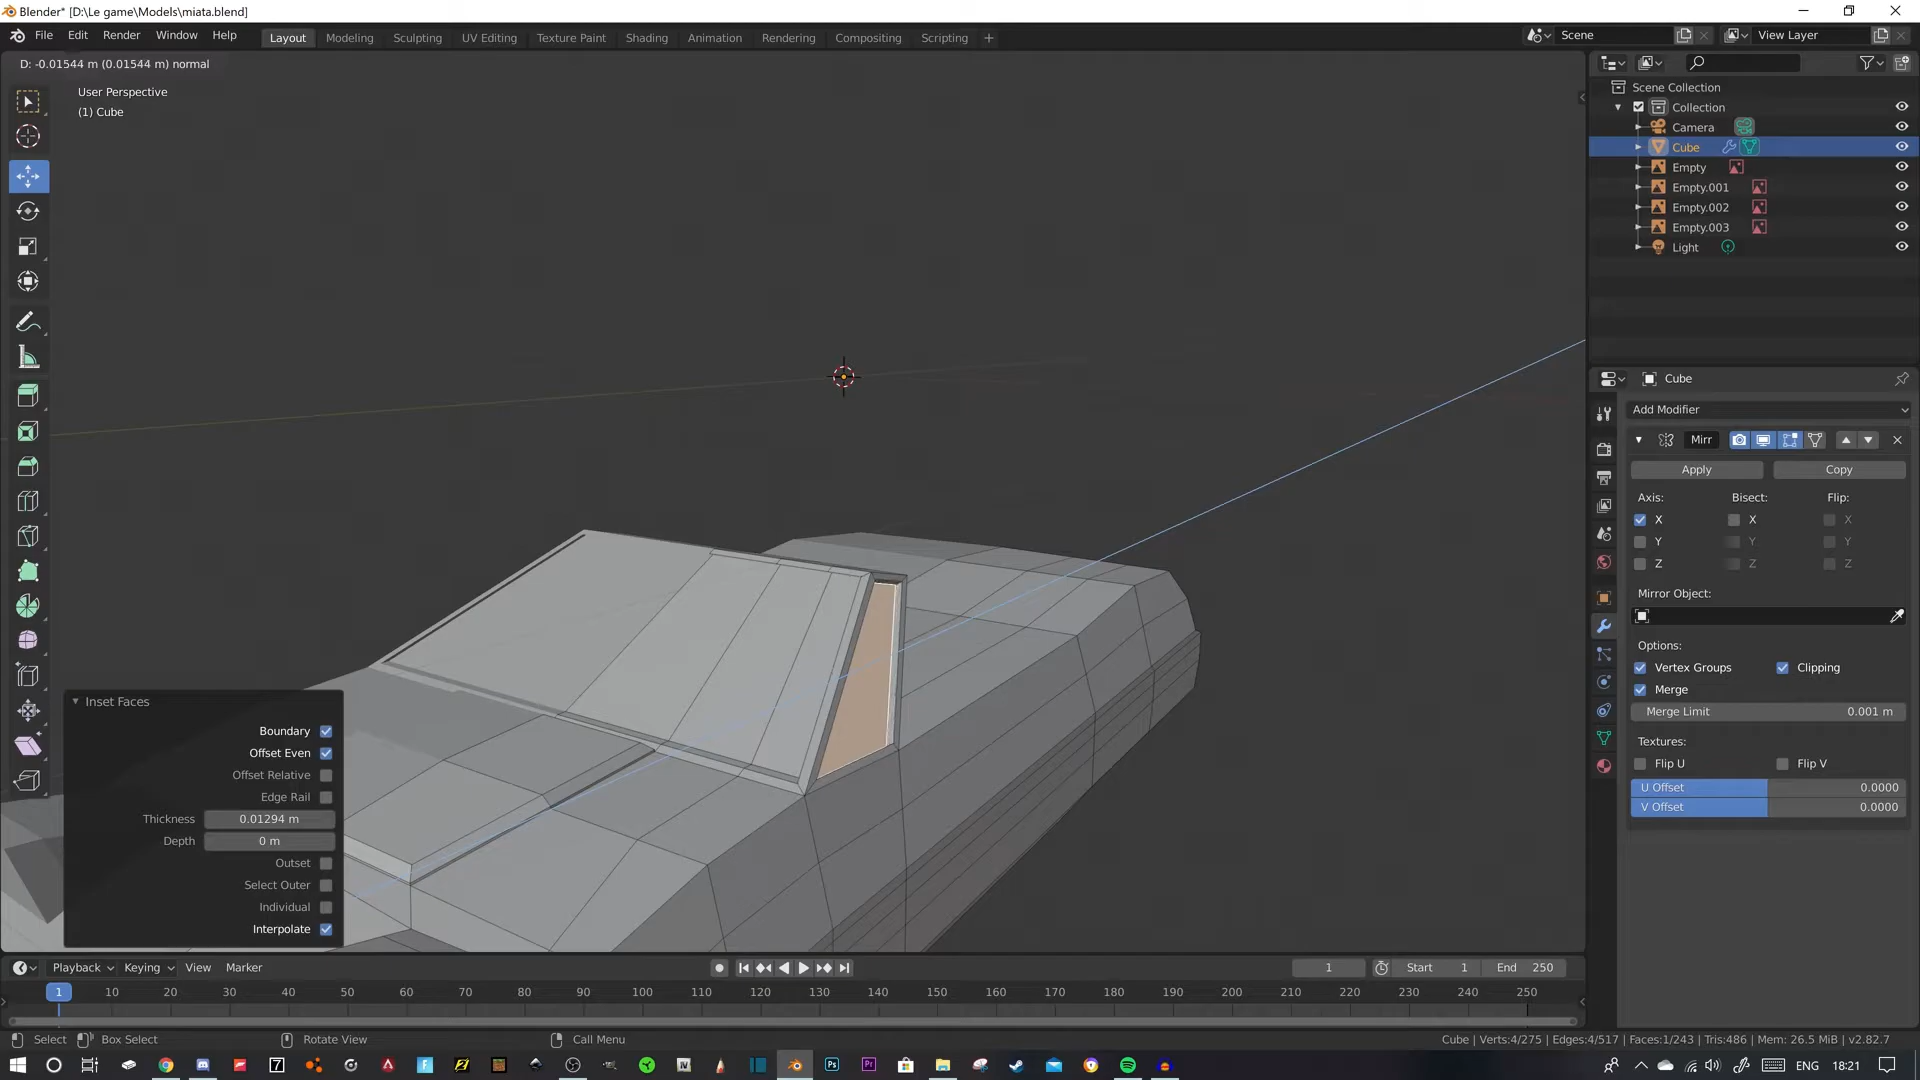 Blender* [D:\Le game\Models\miata.blend]
File Edit Render Window Help
Layout Modeling Sculpting UV Editing Texture Paint Shading Animation Rendering Compositing Scripting
Scene
View Layer
D: -0.01544 m (0.01544 m) normal
User Perspective
(1) Cube
Scene Collection
Collection
Camera
Cube
Empty
Empty.001
Empty.002
Empty.003
Light
Cube
Add Modifier
Mirr
Apply Copy
Axis: Bisect: Flip:
X X X
Y Y Y
Z Z Z
Mirror Object:
Options:
Vertex Groups Clipping
Merge
Merge Limit 0.001 m
Textures:
Flip U Flip V
U Offset 0.0000
V Offset 0.0000
Inset Faces
Boundary
Offset Even
Offset Relative
Edge Rail
Thickness 0.01294 m
Depth 0 m
Outset
Select Outer
Individual
Interpolate
Playback Keying View Marker
1 Start 1 End 250
1 10 20 30 40 50 60 70 80 90 100 110 120 130 140 150 160 170 180 190 200 210 220 230 240 250
Select Box Select Rotate View Call Menu
Cube | Verts:4/275 | Edges:4/517 | Faces:1/243 | Tris:486 | Mem: 26.5 MiB | v2.82.7
ENG 18:21